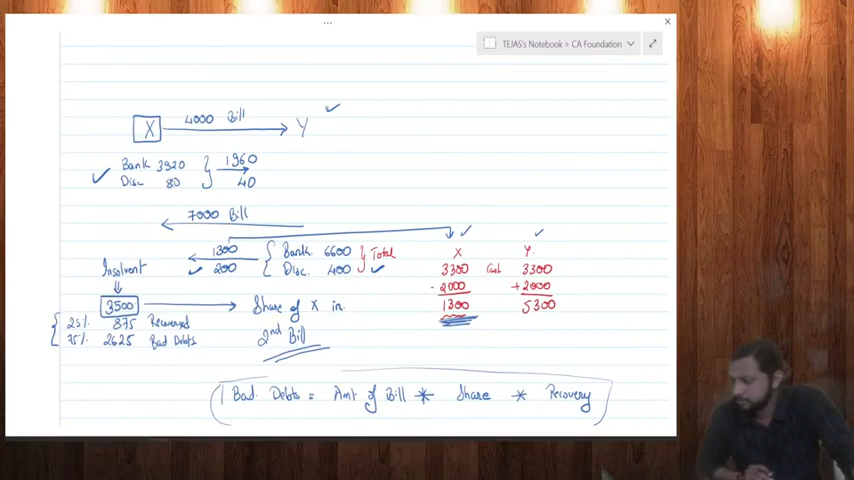 TEJAS's Notebook > CA Foundation
X 4000 Bill Y
Bank 3920 1960
Disc 80 40
7000 Bill
1300 Bank 6600 Total
200 Disc. 400
X Y.
3300 Cash 3300
- 2000 + 2000
1300 5300
Insolvent
3500 Share of X in
2nd Bill
25% 875 Recovered
75% 2625 Bad Debts
Bad Debts = Amt of Bill * Share * Recovery